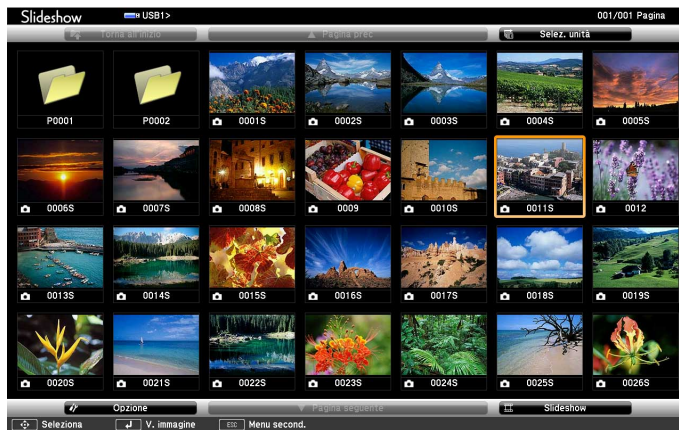 Slideshow USB1> 001/001 Pagina
Torna all'inizio Pagina prec Selez. unità
P0001 P0002 0001S 0002S 0003S 0004S 0005S
0006S 0007S 0008S 0009 0010S 0011S 0012
0013S 0014S 0015S 0016S 0017S 0018S 0019S
0020S 0021S 0022S 0023S 0024S 0025S 0026S
Opzione Pagina seguente Slideshow
Seleziona V. immagine ESC Menu second.